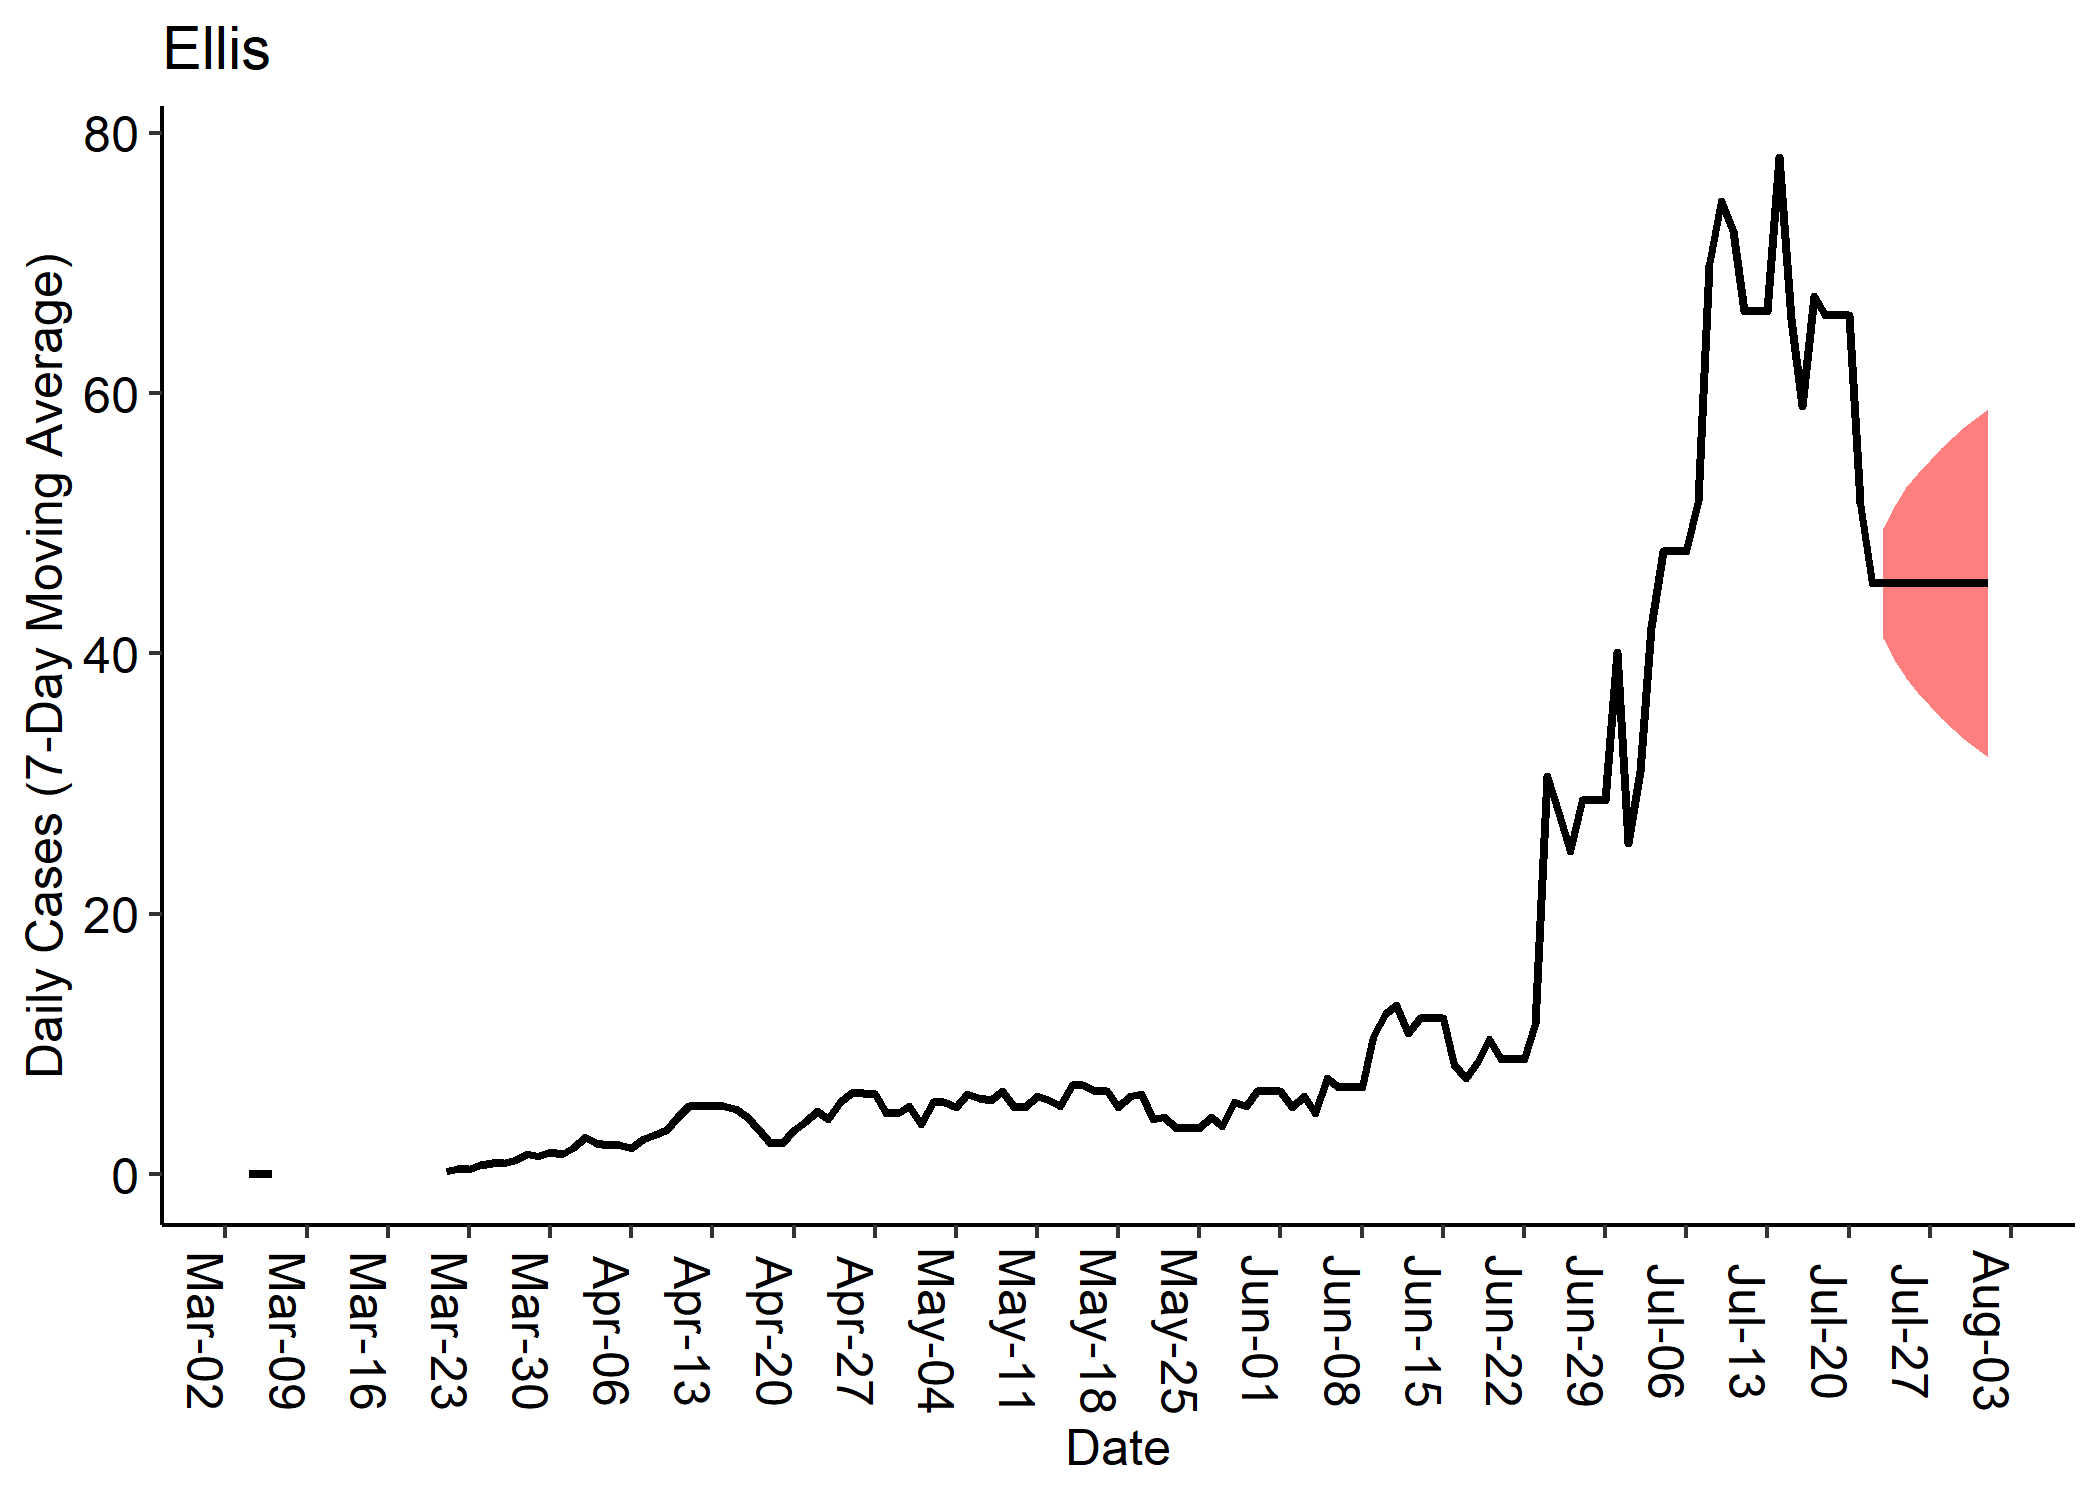 Ellis
Daily Cases (7-Day Moving Average)
80
60
40
20
0
Mar-02
Mar-09
Mar-16
Mar-23
Mar-30
Apr-06
Apr-13
Apr-20
Apr-27
May-04
May-11
May-18
May-25
Jun-01
Jun-08
Jun-15
Jun-22
Jun-29
Jul-06
Jul-13
Jul-20
Jul-27
Aug-03
Date